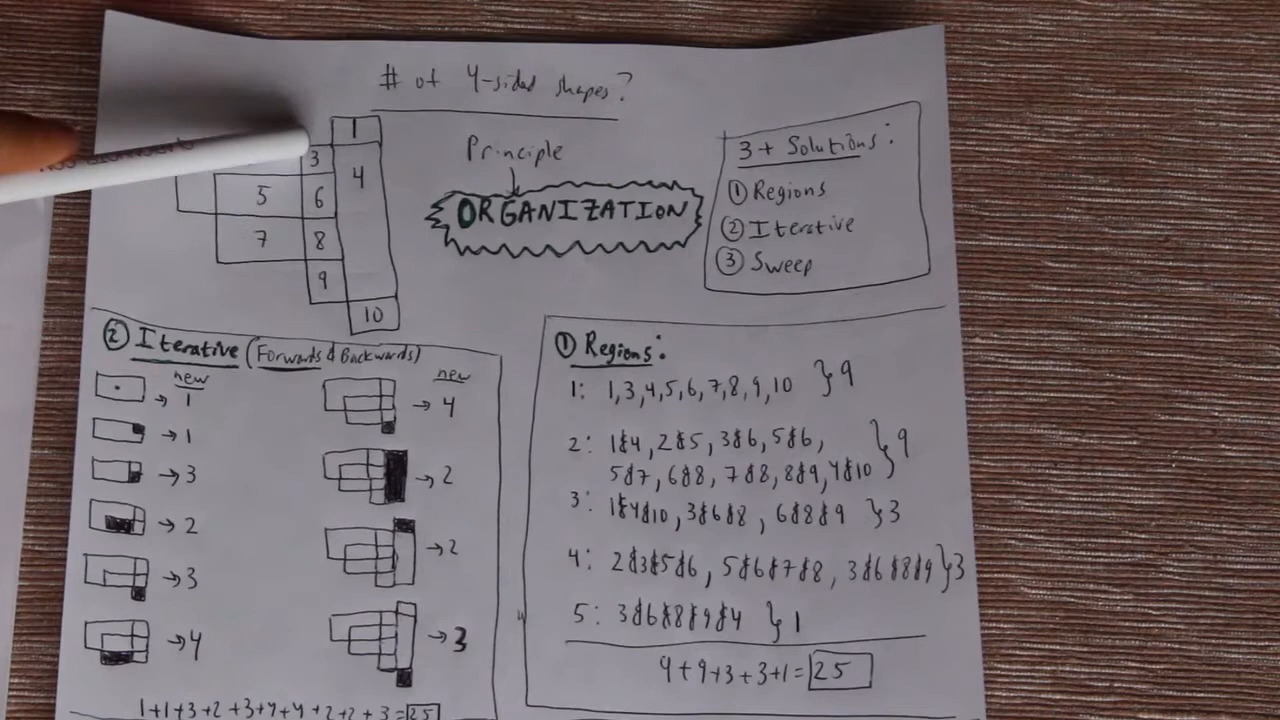 # of 4-sided shapes?
1
3
4
5
6
7
8
9
10
Principle
ORGANIZATION
3+ Solutions:
① Regions
② Iterative
③ Sweep
② Iterative (Forwards & Backwards)
new
→ 1
→ 1
→ 3
→ 2
→ 3
→ 4
new
→ 4
→ 2
→ 2
→ 3
1+1+3+2+3+4+4+2+2+3=25
① Regions:
1: 1,3,4,5,6,7,8,9,10 } 9
2: 1&4, 2&5, 3&6, 5&6,
5&7, 6&8, 7&8, 8&9, 4&10 } 9
3: 1&4&10, 3&6&8, 6&8&9 } 3
4: 2&3&5&6, 5&6&7&8, 3&6&8&9 } 3
5: 3&6&8&9&4 } 1
9+9+3+3+1=25